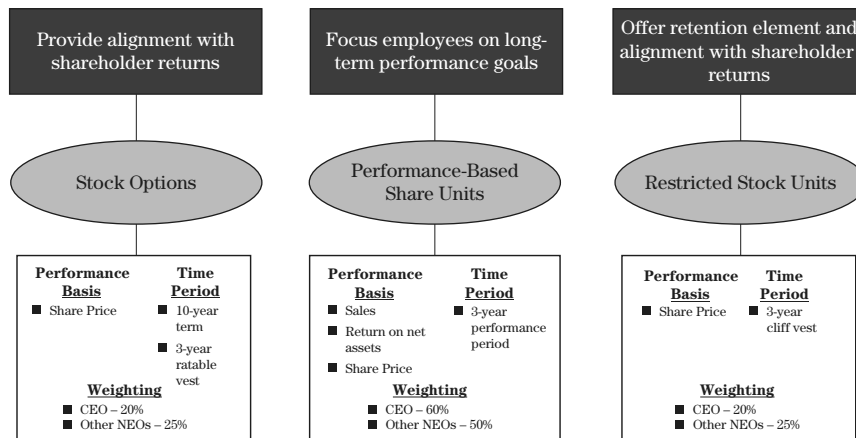 Provide alignment with
shareholder returns
Stock Options
Performance
Basis
■ Share Price
Time
Period
■ 10-year
term
■ 3-year
ratable
vest
Weighting
■ CEO – 20%
■ Other NEOs – 25%
Focus employees on long-
term performance goals
Performance-Based
Share Units
Performance
Basis
■ Sales
■ Return on net
assets
■ Share Price
Time
Period
■ 3-year
performance
period
Weighting
■ CEO – 60%
■ Other NEOs – 50%
Offer retention element and
alignment with shareholder
returns
Restricted Stock Units
Performance
Basis
■ Share Price
Time
Period
■ 3-year
cliff vest
Weighting
■ CEO – 20%
■ Other NEOs – 25%